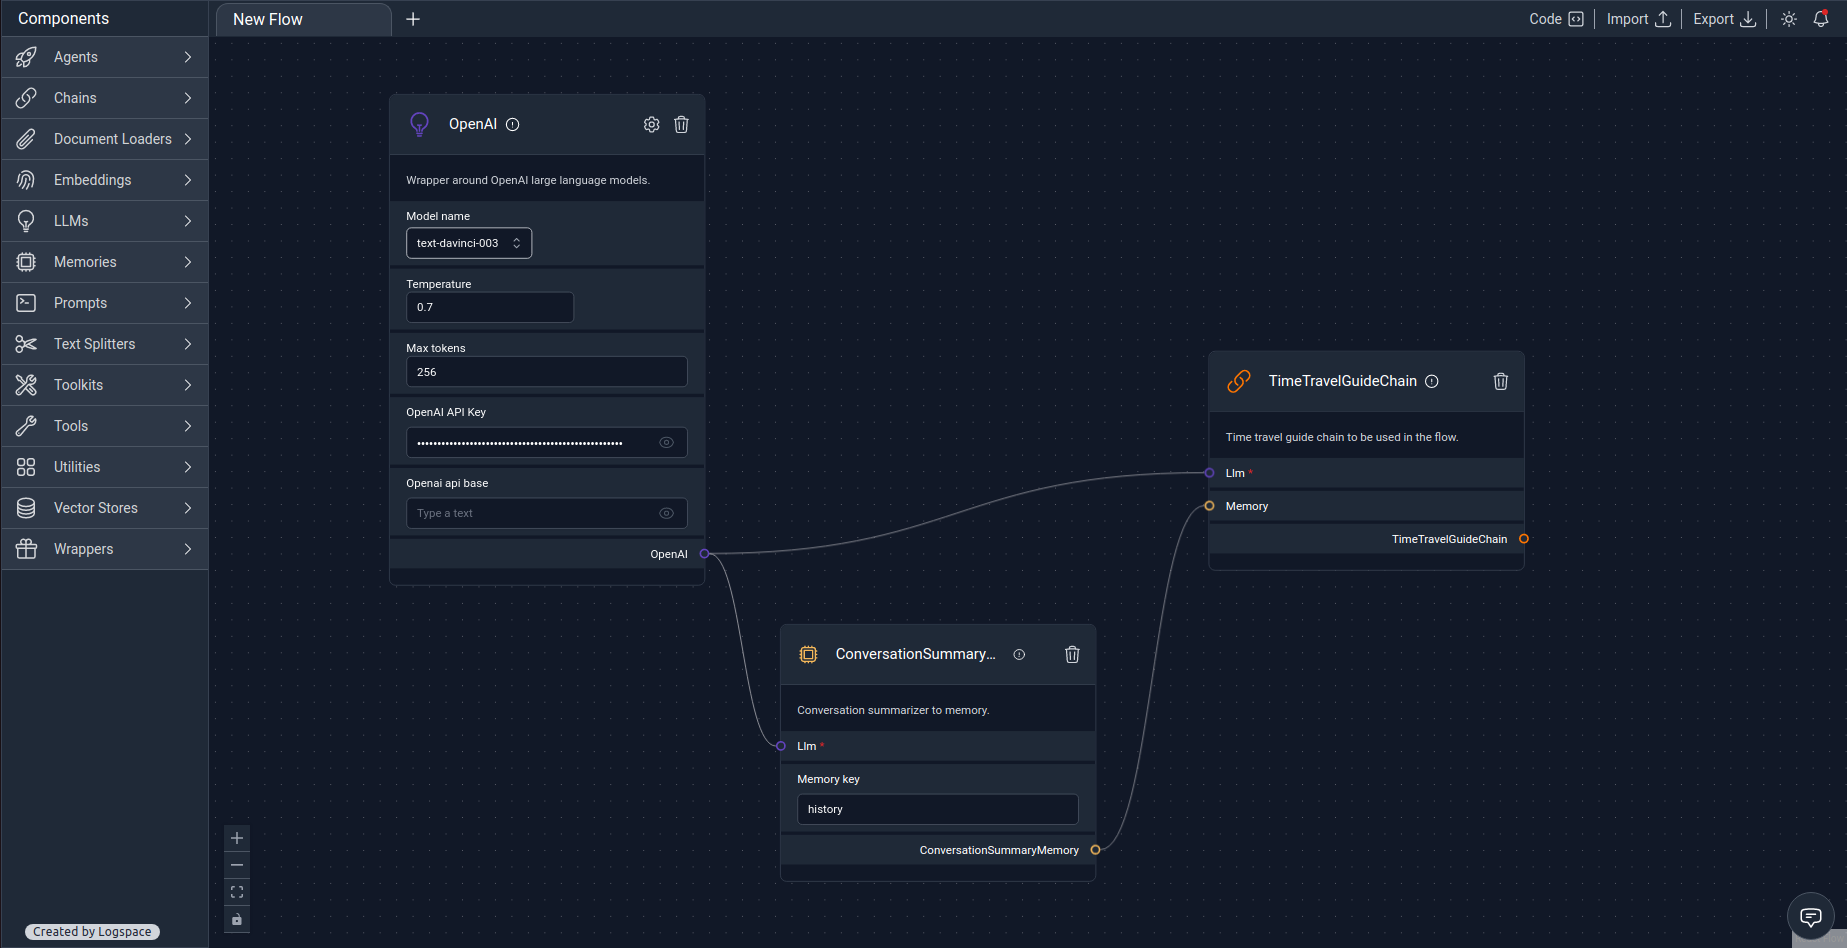 Components
New Flow
Code
Import
Export
Agents
Chains
Document Loaders
Embeddings
LLMs
Memories
Prompts
Text Splitters
Toolkits
Tools
Utilities
Vector Stores
Wrappers
Created by Logspace
OpenAI
Wrapper around OpenAI large language models.
Model name
text-davinci-003
Temperature
0.7
Max tokens
256
OpenAI API Key
Openai api base
Type a text
OpenAI
ConversationSummary...
Conversation summarizer to memory.
Llm *
Memory key
history
ConversationSummaryMemory
TimeTravelGuideChain
Time travel guide chain to be used in the flow.
Llm *
Memory
TimeTravelGuideChain